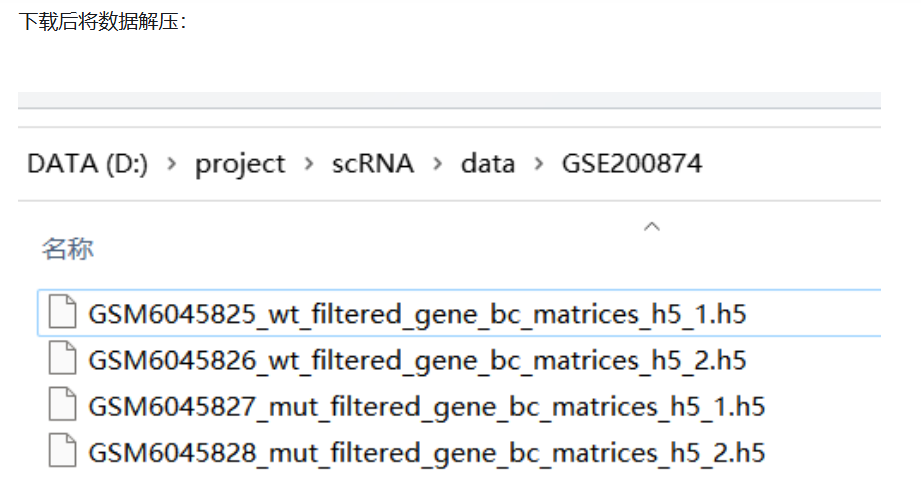 下载后将数据解压：
DATA (D:) › project › scRNA › data › GSE200874
名称
GSM6045825_wt_filtered_gene_bc_matrices_h5_1.h5
GSM6045826_wt_filtered_gene_bc_matrices_h5_2.h5
GSM6045827_mut_filtered_gene_bc_matrices_h5_1.h5
GSM6045828_mut_filtered_gene_bc_matrices_h5_2.h5